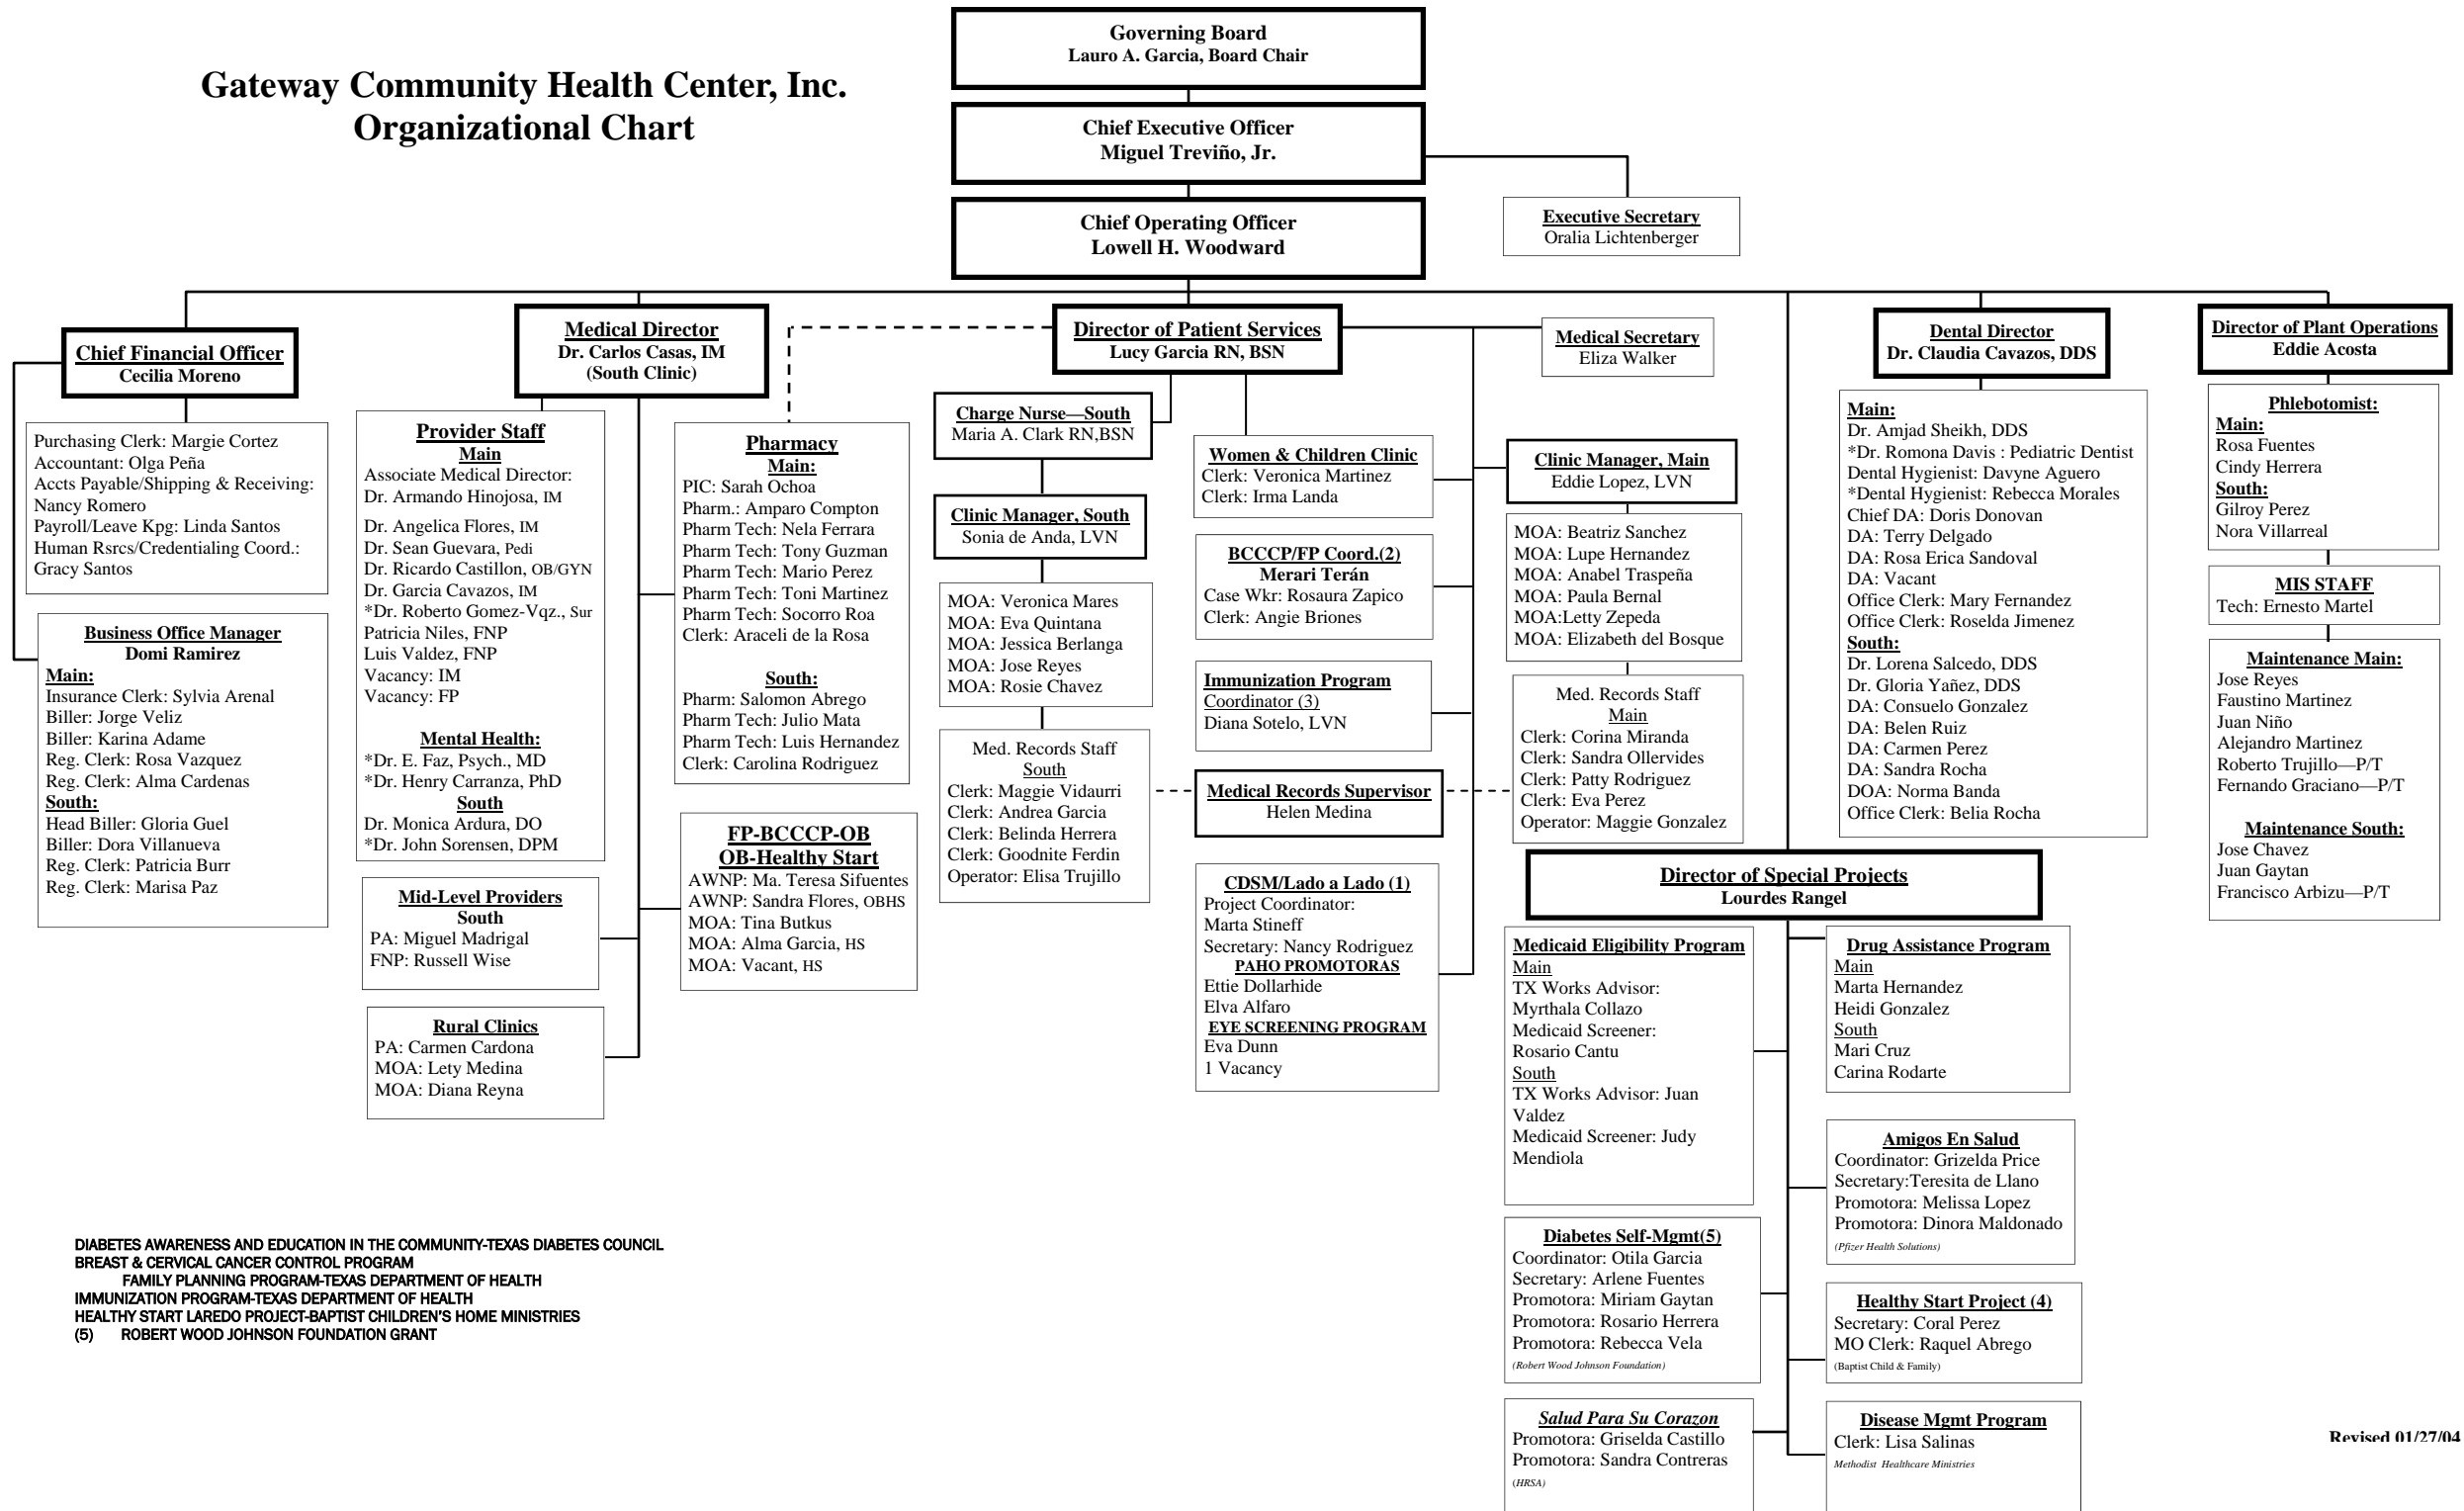 Gateway Community Health Center, Inc.
Organizational Chart
Governing Board
Lauro A. Garcia, Board Chair
Chief Executive Officer
Miguel Treviño, Jr.
Chief Operating Officer
Lowell H. Woodward
Executive Secretary
Oralia Lichtenberger
Chief Financial Officer
Cecilia Moreno
Purchasing Clerk: Margie Cortez
Accountant: Olga Peña
Accts Payable/Shipping & Receiving:
Nancy Romero
Payroll/Leave Kpg: Linda Santos
Human Rsrcs/Credentialing Coord.:
Gracy Santos
Business Office Manager
Domi Ramirez
Main:
Insurance Clerk: Sylvia Arenal
Biller: Jorge Veliz
Biller: Karina Adame
Reg. Clerk: Rosa Vazquez
Reg. Clerk: Alma Cardenas
South:
Head Biller: Gloria Guel
Biller: Dora Villanueva
Reg. Clerk: Patricia Burr
Reg. Clerk: Marisa Paz
Medical Director
Dr. Carlos Casas, IM
(South Clinic)
Provider Staff
Main
Associate Medical Director:
Dr. Armando Hinojosa, IM
Dr. Angelica Flores, IM
Dr. Sean Guevara, Pedi
Dr. Ricardo Castillon, OB/GYN
Dr. Garcia Cavazos, IM
*Dr. Roberto Gomez-Vqz., Sur
Patricia Niles, FNP
Luis Valdez, FNP
Vacancy: IM
Vacancy: FP
Mental Health:
*Dr. E. Faz, Psych., MD
*Dr. Henry Carranza, PhD
South
Dr. Monica Ardura, DO
*Dr. John Sorensen, DPM
Mid-Level Providers
South
PA: Miguel Madrigal
FNP: Russell Wise
Rural Clinics
PA: Carmen Cardona
MOA: Lety Medina
MOA: Diana Reyna
Pharmacy
Main:
PIC: Sarah Ochoa
Pharm.: Amparo Compton
Pharm Tech: Nela Ferrara
Pharm Tech: Tony Guzman
Pharm Tech: Mario Perez
Pharm Tech: Toni Martinez
Pharm Tech: Socorro Roa
Clerk: Araceli de la Rosa
South:
Pharm: Salomon Abrego
Pharm Tech: Julio Mata
Pharm Tech: Luis Hernandez
Clerk: Carolina Rodriguez
FP-BCCCP-OB
OB-Healthy Start
AWNP: Ma. Teresa Sifuentes
AWNP: Sandra Flores, OBHS
MOA: Tina Butkus
MOA: Alma Garcia, HS
MOA: Vacant, HS
Director of Patient Services
Lucy Garcia RN, BSN
Medical Secretary
Eliza Walker
Charge Nurse—South
Maria A. Clark RN,BSN
Clinic Manager, South
Sonia de Anda, LVN
MOA: Veronica Mares
MOA: Eva Quintana
MOA: Jessica Berlanga
MOA: Jose Reyes
MOA: Rosie Chavez
Med. Records Staff
South
Clerk: Maggie Vidaurri
Clerk: Andrea Garcia
Clerk: Belinda Herrera
Clerk: Goodnite Ferdin
Operator: Elisa Trujillo
Women & Children Clinic
Clerk: Veronica Martinez
Clerk: Irma Landa
BCCCP/FP Coord.(2)
Merari Terán
Case Wkr: Rosaura Zapico
Clerk: Angie Briones
Immunization Program
Coordinator (3)
Diana Sotelo, LVN
Medical Records Supervisor
Helen Medina
CDSM/Lado a Lado (1)
Project Coordinator:
Marta Stineff
Secretary: Nancy Rodriguez
PAHO PROMOTORAS
Ettie Dollarhide
Elva Alfaro
EYE SCREENING PROGRAM
Eva Dunn
1 Vacancy
Clinic Manager, Main
Eddie Lopez, LVN
MOA: Beatriz Sanchez
MOA: Lupe Hernandez
MOA: Anabel Traspeña
MOA: Paula Bernal
MOA:Letty Zepeda
MOA: Elizabeth del Bosque
Med. Records Staff
Main
Clerk: Corina Miranda
Clerk: Sandra Ollervides
Clerk: Patty Rodriguez
Clerk: Eva Perez
Operator: Maggie Gonzalez
Dental Director
Dr. Claudia Cavazos, DDS
Main:
Dr. Amjad Sheikh, DDS
*Dr. Romona Davis : Pediatric Dentist
Dental Hygienist: Davyne Aguero
*Dental Hygienist: Rebecca Morales
Chief DA: Doris Donovan
DA: Terry Delgado
DA: Rosa Erica Sandoval
DA: Vacant
Office Clerk: Mary Fernandez
Office Clerk: Roselda Jimenez
South:
Dr. Lorena Salcedo, DDS
Dr. Gloria Yañez, DDS
DA: Consuelo Gonzalez
DA: Belen Ruiz
DA: Carmen Perez
DA: Sandra Rocha
DOA: Norma Banda
Office Clerk: Belia Rocha
Director of Plant Operations
Eddie Acosta
Phlebotomist:
Main:
Rosa Fuentes
Cindy Herrera
South:
Gilroy Perez
Nora Villarreal
MIS STAFF
Tech: Ernesto Martel
Maintenance Main:
Jose Reyes
Faustino Martinez
Juan Niño
Alejandro Martinez
Roberto Trujillo—P/T
Fernando Graciano—P/T
Maintenance South:
Jose Chavez
Juan Gaytan
Francisco Arbizu—P/T
Director of Special Projects
Lourdes Rangel
Medicaid Eligibility Program
Main
TX Works Advisor:
Myrthala Collazo
Medicaid Screener:
Rosario Cantu
South
TX Works Advisor: Juan
Valdez
Medicaid Screener: Judy
Mendiola
Diabetes Self-Mgmt(5)
Coordinator: Otila Garcia
Secretary: Arlene Fuentes
Promotora: Miriam Gaytan
Promotora: Rosario Herrera
Promotora: Rebecca Vela
(Robert Wood Johnson Foundation)
Salud Para Su Corazon
Promotora: Griselda Castillo
Promotora: Sandra Contreras
(HRSA)
Drug Assistance Program
Main
Marta Hernandez
Heidi Gonzalez
South
Mari Cruz
Carina Rodarte
Amigos En Salud
Coordinator: Grizelda Price
Secretary:Teresita de Llano
Promotora: Melissa Lopez
Promotora: Dinora Maldonado
(Pfizer Health Solutions)
Healthy Start Project (4)
Secretary: Coral Perez
MO Clerk: Raquel Abrego
(Baptist Child & Family)
Disease Mgmt Program
Clerk: Lisa Salinas
Methodist Healthcare Ministries
DIABETES AWARENESS AND EDUCATION IN THE COMMUNITY-TEXAS DIABETES COUNCIL
BREAST & CERVICAL CANCER CONTROL PROGRAM
FAMILY PLANNING PROGRAM-TEXAS DEPARTMENT OF HEALTH
IMMUNIZATION PROGRAM-TEXAS DEPARTMENT OF HEALTH
HEALTHY START LAREDO PROJECT-BAPTIST CHILDREN'S HOME MINISTRIES
(5) ROBERT WOOD JOHNSON FOUNDATION GRANT
Revised 01/27/04